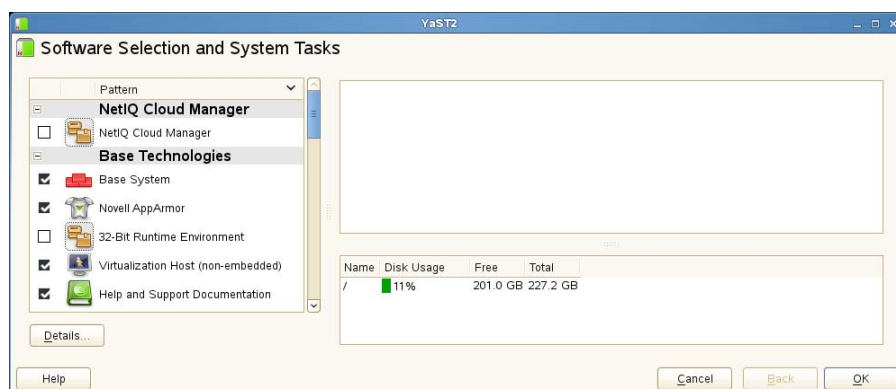 YaST2
Software Selection and System Tasks
Pattern
NetIQ Cloud Manager
NetIQ Cloud Manager
Base Technologies
Base System
Novell AppArmor
32-Bit Runtime Environment
Virtualization Host (non-embedded)
Help and Support Documentation
Name Disk Usage Free Total
/ 11% 201.0 GB 227.2 GB
Details...
Help
Cancel
Back
OK